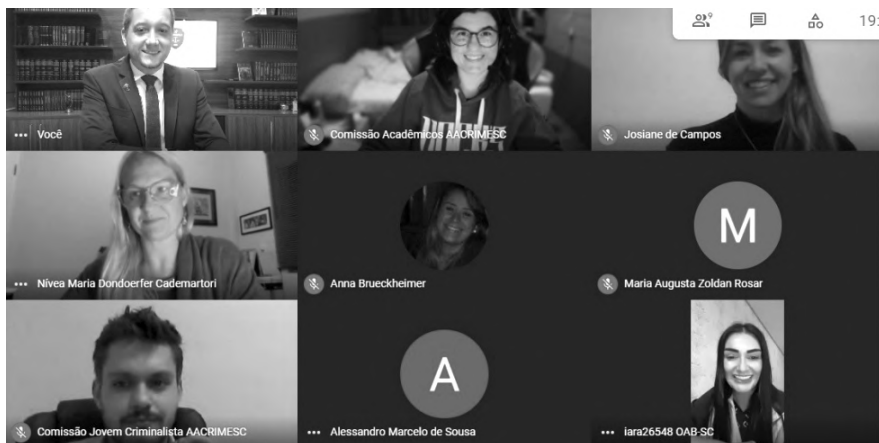 9
19:
Você
Comissão Acadêmicos AACRIMESC
Josiane de Campos
Nívea Maria Dondoerfer Cademartori
Anna Brueckheimer
M
Maria Augusta Zoldan Rosar
Comissão Jovem Criminalista AACRIMESC
A
Alessandro Marcelo de Sousa
iara26548 OAB-SC